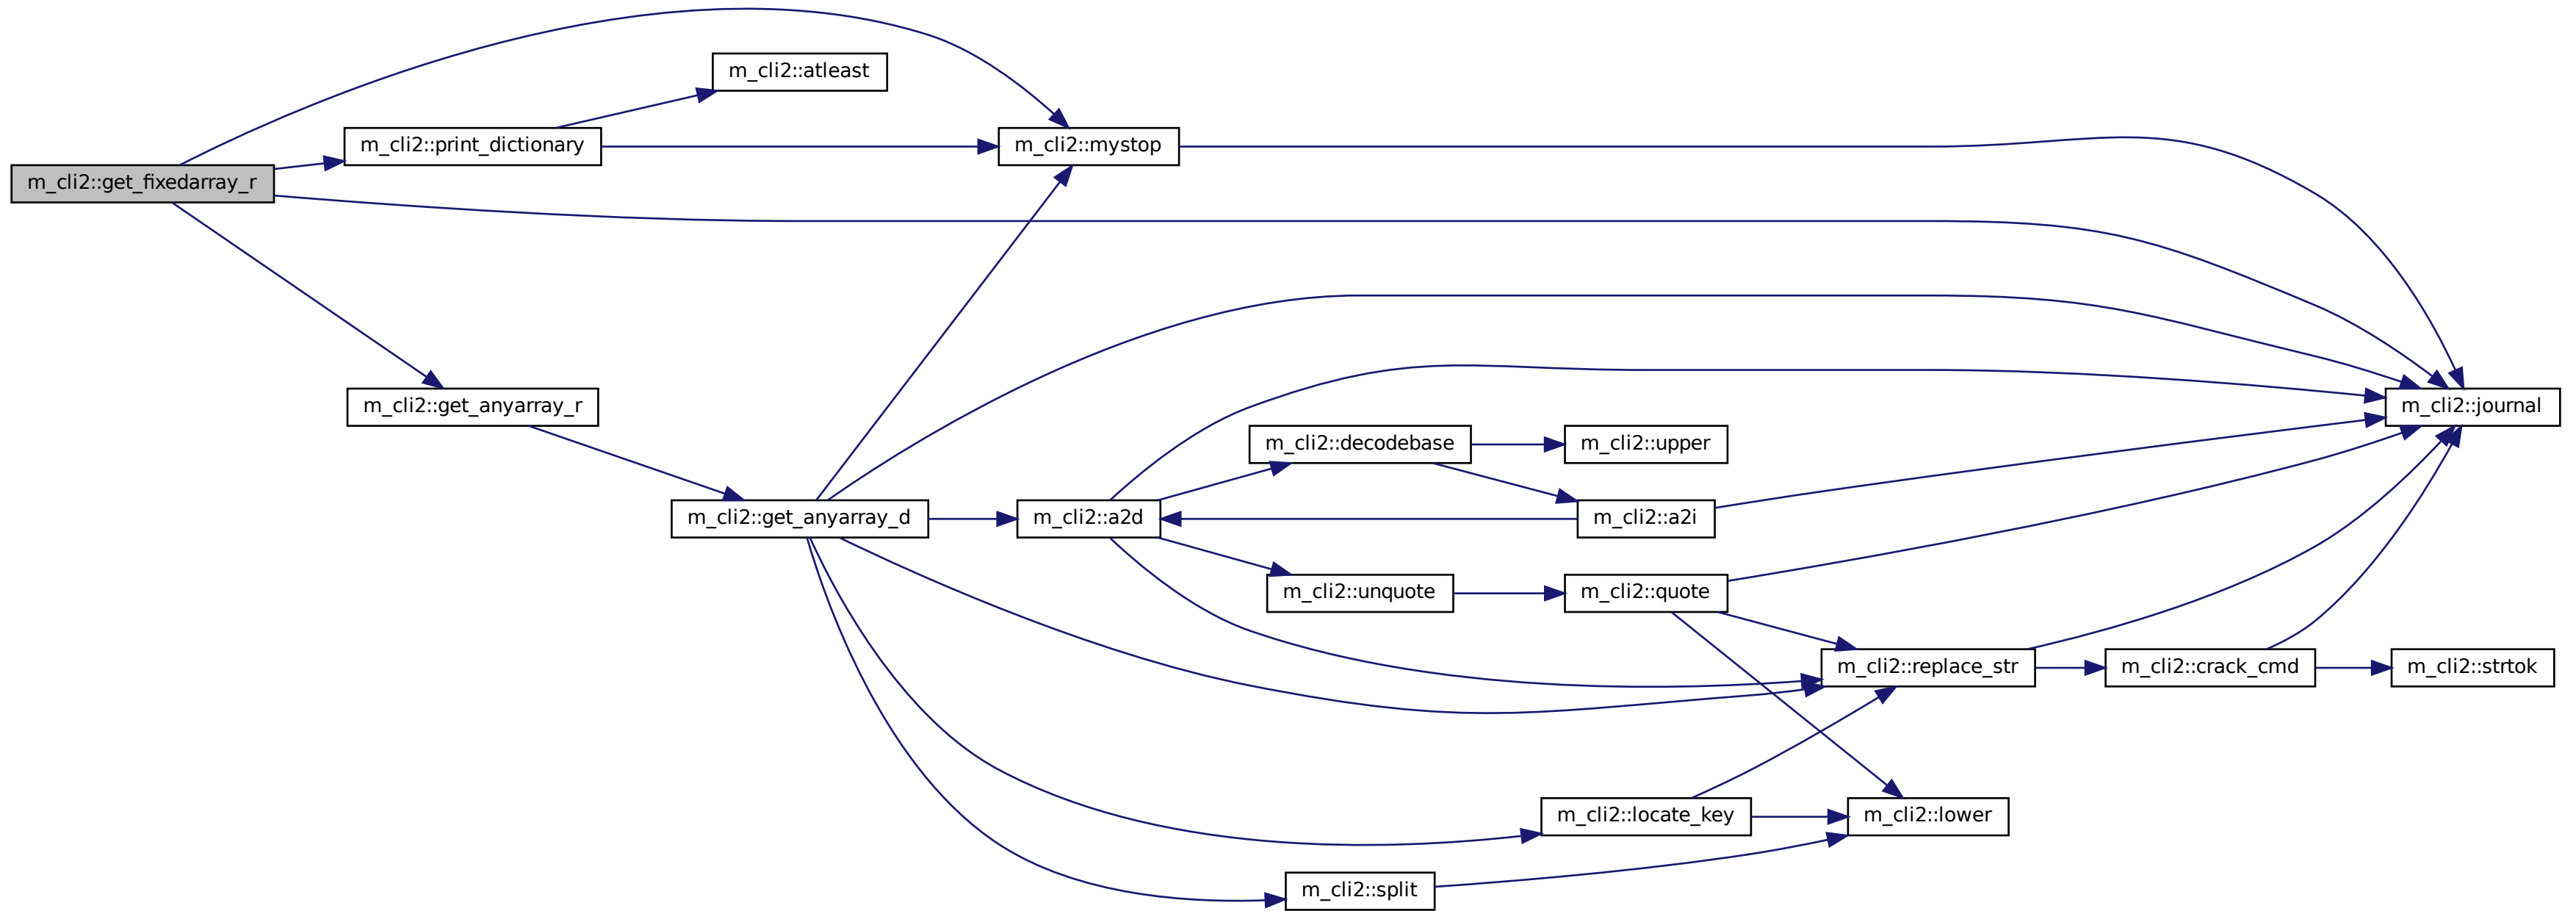 m_cli2::atleast
m_cli2::print_dictionary
m_cli2::mystop
m_cli2::get_fixedarray_r
m_cli2::get_anyarray_r
m_cli2::journal
m_cli2::decodebase
m_cli2::upper
m_cli2::get_anyarray_d
m_cli2::a2d
m_cli2::a2i
m_cli2::unquote
m_cli2::quote
m_cli2::replace_str
m_cli2::crack_cmd
m_cli2::strtok
m_cli2::locate_key
m_cli2::lower
m_cli2::split